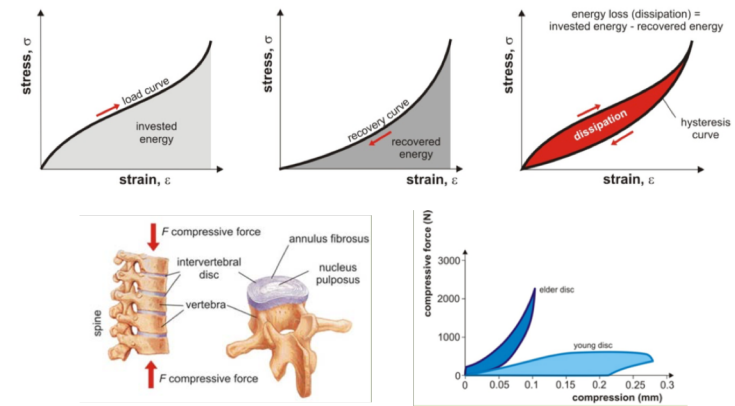 stress, σ
load curve
invested
energy
strain, ε
stress, σ
recovery curve
recovered
energy
strain, ε
energy loss (dissipation) =
invested energy - recovered energy
stress, σ
dissipation
hysteresis
curve
strain, ε
F compressive force
annulus fibrosus
intervertebral
disc
nucleus
pulposus
vertebra
spine
F compressive force
compressive force (N)
3000
2000
1000
0
elder disc
young disc
0
0.05
0.1
0.15
0.2
0.25
0.3
compression (mm)